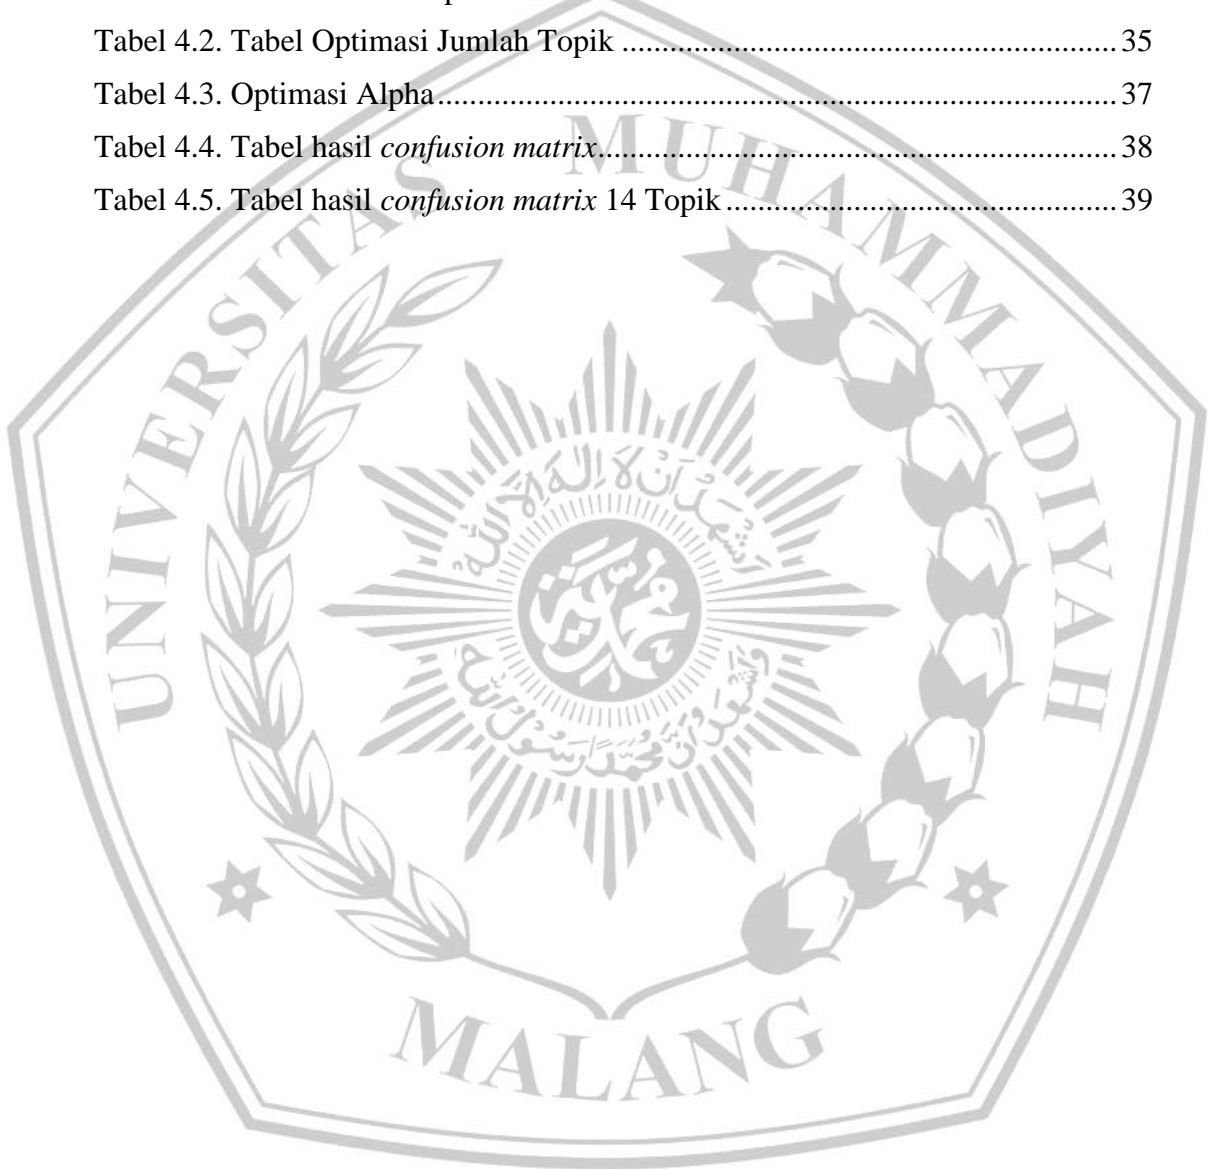 Tabel 4.2. Tabel Optimasi Jumlah Topik ............................................................. 35
Tabel 4.3. Optimasi Alpha.................................................................................... 37
Tabel 4.4. Tabel hasil confusion matrix................................................................ 38
Tabel 4.5. Tabel hasil confusion matrix 14 Topik ................................................ 39
UNIVERSITAS MUHAMMADIYAH
MALANG